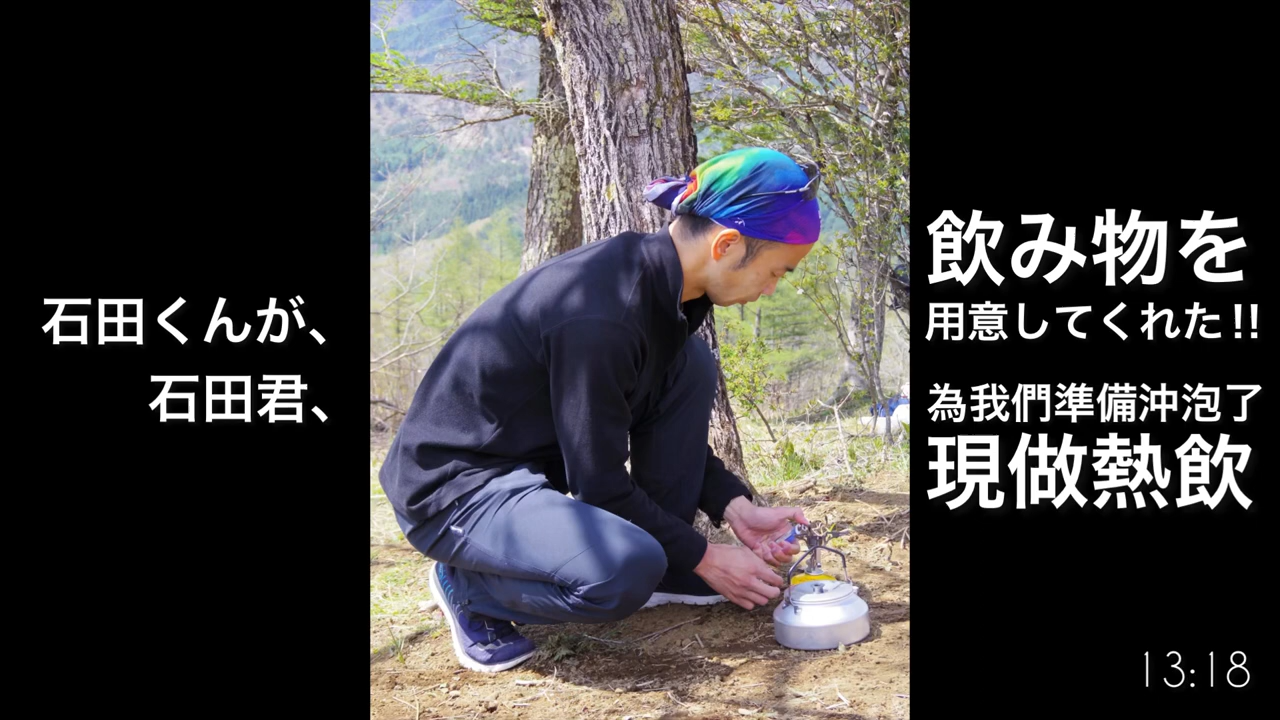 石田くんが、
石田君、
飲み物を
用意してくれた!!
為我們準備沖泡了
現做熱飲
13:18